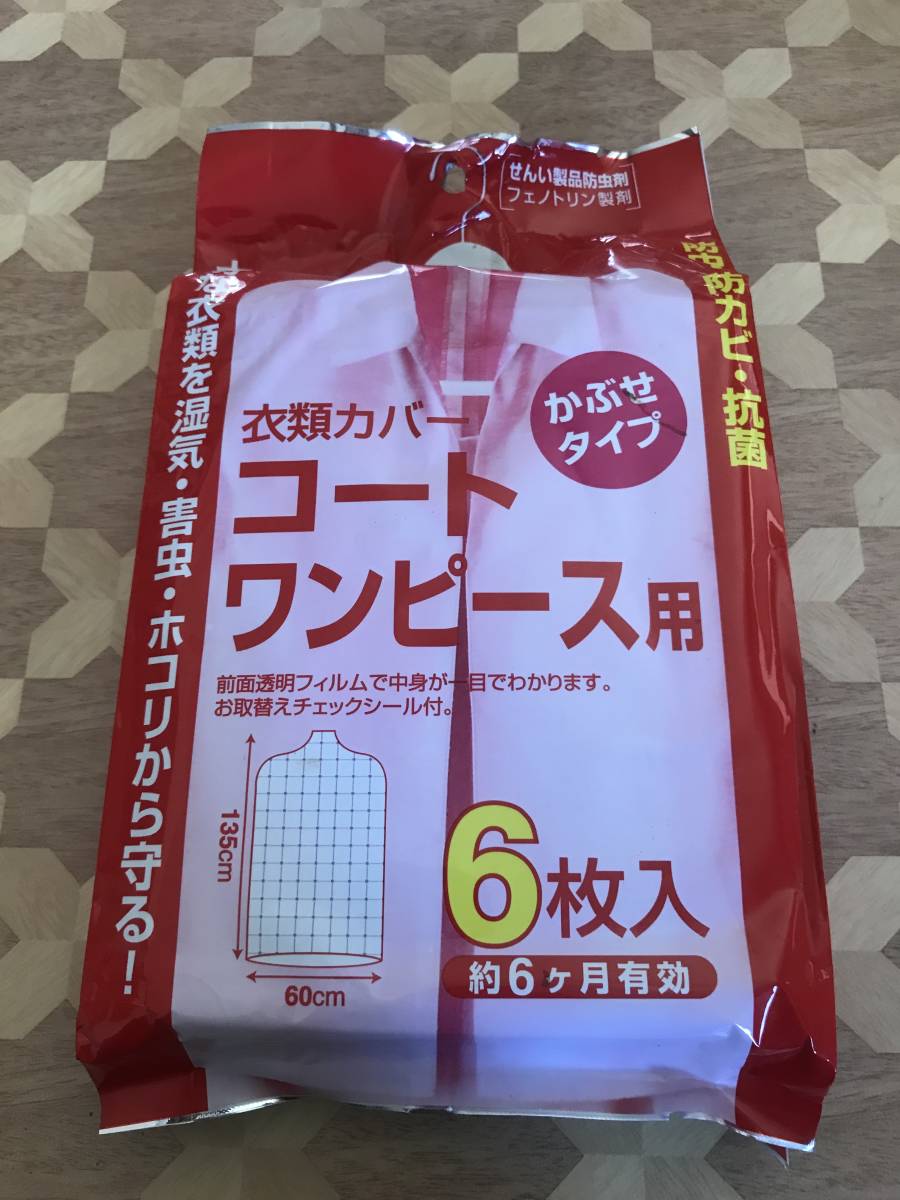 せんい製品防虫剤
フェノトリン製剤
防カビ・抗菌
衣類を湿気・害虫・ホコリから守る!
かぶせ
タイプ
衣類カバー
コート
ワンピース用
前面透明フィルムで中身が一目でわかります。
お取替えチェックシール付。
135cm
60cm
6枚入
約6ヶ月有効